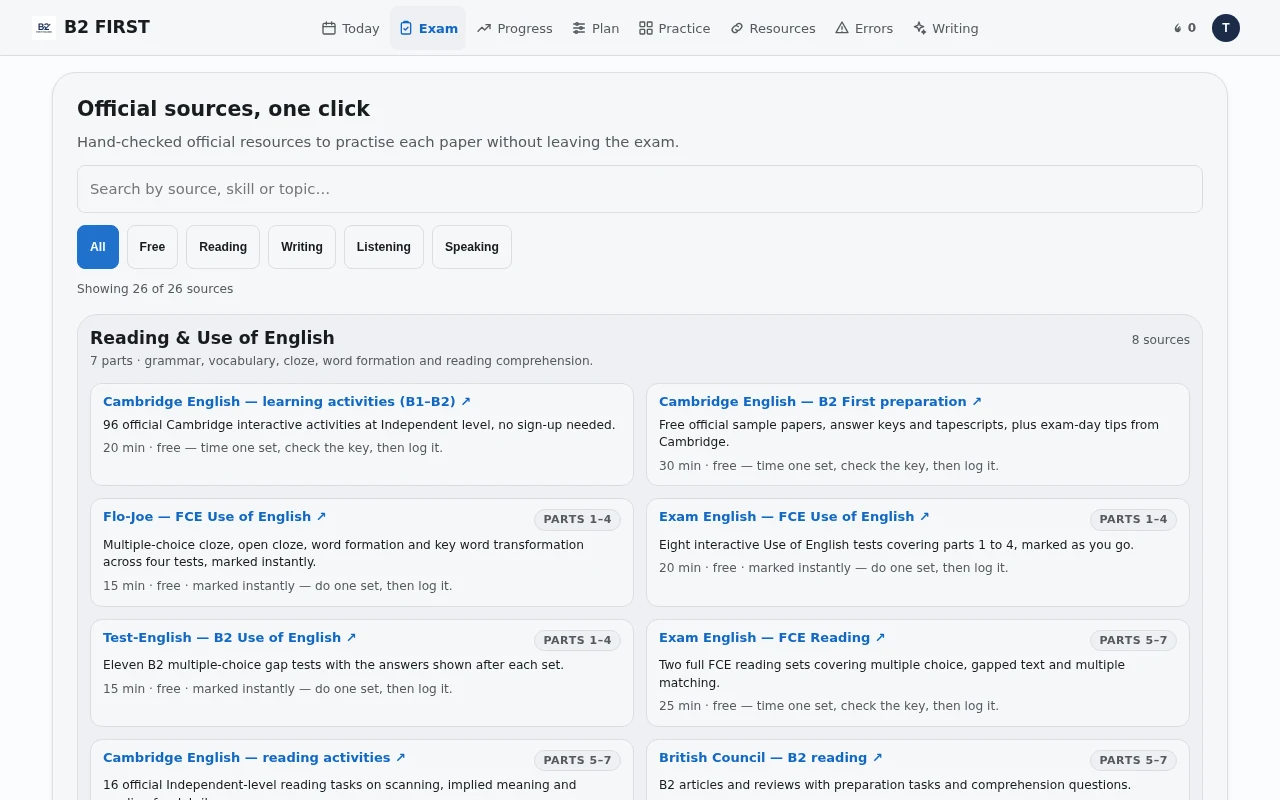 B2 FIRST
Today
Exam
Progress
Plan
Practice
Resources
Errors
Writing
0
T
Official sources, one click
Hand-checked official resources to practise each paper without leaving the exam.
Search by source, skill or topic...
All
Free
Reading
Writing
Listening
Speaking
Showing 26 of 26 sources
Reading & Use of English
8 sources
7 parts · grammar, vocabulary, cloze, word formation and reading comprehension.
Cambridge English — learning activities (B1–B2) ↗
96 official Cambridge interactive activities at Independent level, no sign-up needed.
20 min · free — time one set, check the key, then log it.
Cambridge English — B2 First preparation ↗
Free official sample papers, answer keys and tapescripts, plus exam-day tips from
Cambridge.
30 min · free — time one set, check the key, then log it.
Flo-Joe — FCE Use of English ↗
PARTS 1–4
Multiple-choice cloze, open cloze, word formation and key word transformation
across four tests, marked instantly.
15 min · free · marked instantly — do one set, then log it.
Exam English — FCE Use of English ↗
PARTS 1–4
Eight interactive Use of English tests covering parts 1 to 4, marked as you go.
20 min · free · marked instantly — do one set, then log it.
Test-English — B2 Use of English ↗
PARTS 1–4
Eleven B2 multiple-choice gap tests with the answers shown after each set.
15 min · free · marked instantly — do one set, then log it.
Exam English — FCE Reading ↗
PARTS 5–7
Two full FCE reading sets covering multiple choice, gapped text and multiple
matching.
25 min · free — time one set, check the key, then log it.
Cambridge English — reading activities ↗
PARTS 5–7
16 official Independent-level reading tasks on scanning, implied meaning and
British Council — B2 reading ↗
PARTS 5–7
B2 articles and reviews with preparation tasks and comprehension questions.